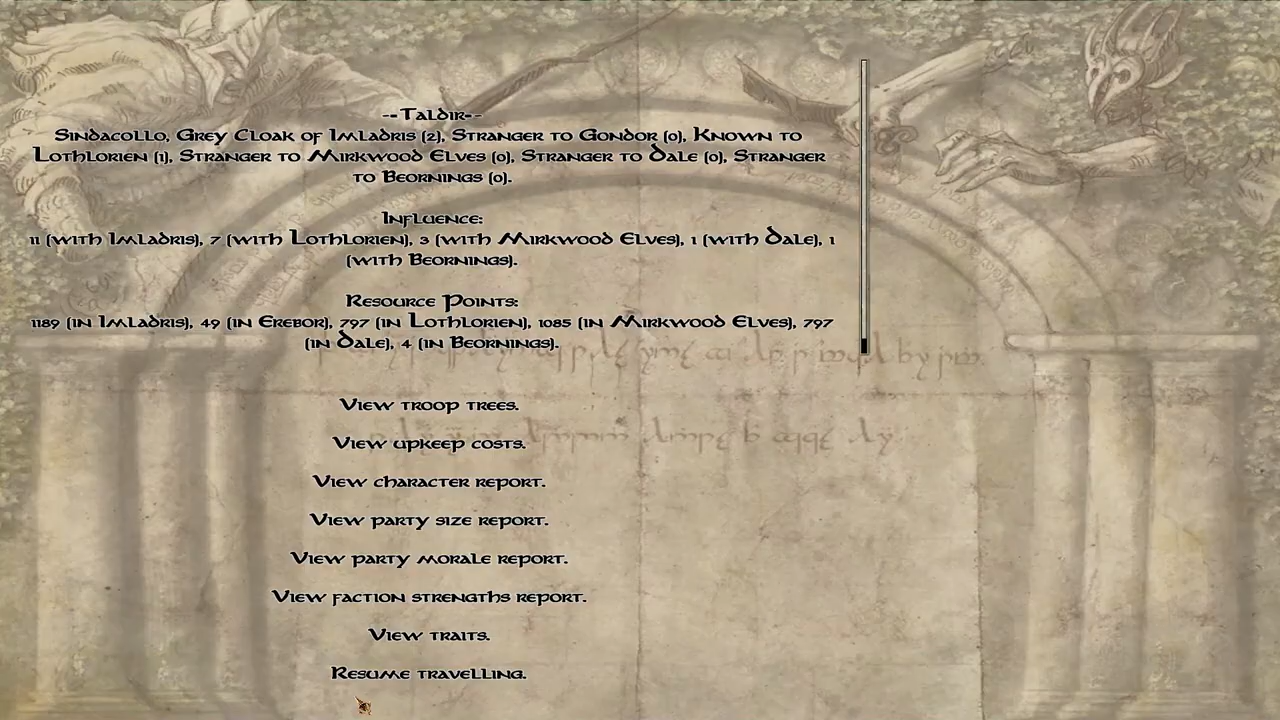 --Taldir--
Sindacollo, Grey Cloak of Imladris (2), Stranger to Gondor (0), Known to
Lothlorien (1), Stranger to Mirkwood Elves (0), Stranger to Dale (0), Stranger
to Beornings (0).
Influence:
11 (with Imladris), 7 (with Lothlorien), 3 (with Mirkwood Elves), 1 (with Dale), 1
(with Beornings).
Resource Points:
1189 (in Imladris), 49 (in Erebor), 797 (in Lothlorien), 1085 (in Mirkwood Elves), 797
(in Dale), 4 (in Beornings).
View troop trees.
View upkeep costs.
View character report.
View party size report.
View party morale report.
View faction strengths report.
View traits.
Resume travelling.